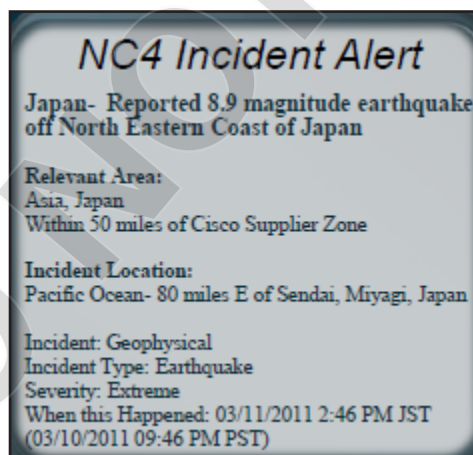 NC4 Incident Alert
Japan- Reported 8.9 magnitude earthquake
off North Eastern Coast of Japan
Relevant Area:
Asia, Japan
Within 50 miles of Cisco Supplier Zone
Incident Location:
Pacific Ocean- 80 miles E of Sendai, Miyagi, Japan
Incident: Geophysical
Incident Type: Earthquake
Severity: Extreme
When this Happened: 03/11/2011 2:46 PM JST
(03/10/2011 09:46 PM PST)